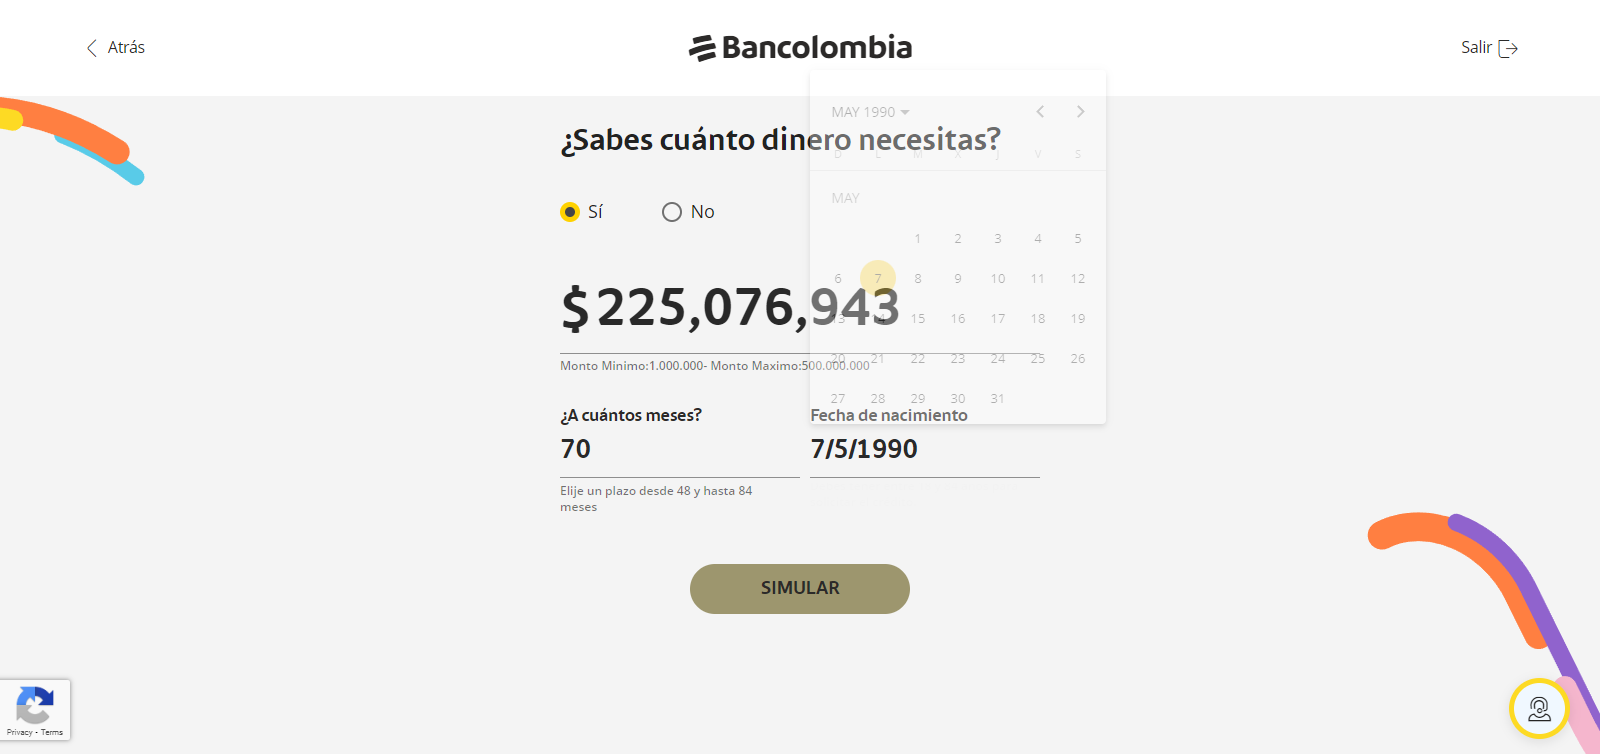 Atrás
Bancolombia
Salir
MAY 1990
¿Sabes cuánto dinero necesitas?
D L M X J V S
MAY
Sí
No
1 2 3 4 5
6 7 8 9 10 11 12
$225,076,943
13 14 15 16 17 18 19
20 21 22 23 24 25 26
Monto Minimo:1.000.000- Monto Maximo:500.000.000
27 28 29 30 31
¿A cuántos meses?
Fecha de nacimiento
70
7/5/1990
Elije un plazo desde 48 y hasta 84
meses
SIMULAR
Privacy - Terms